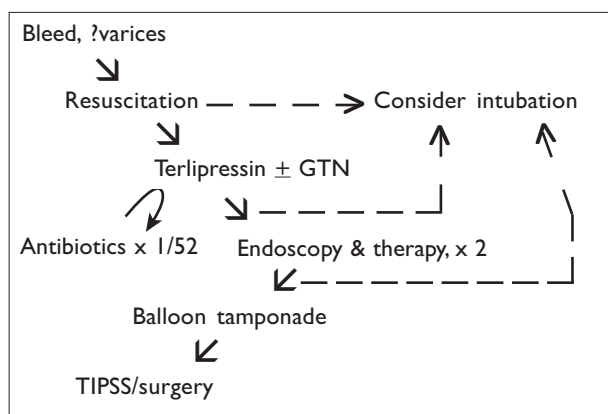 Bleed, ?varices
Resuscitation
Consider intubation
Terlipressin ± GTN
Antibiotics x 1/52
Endoscopy & therapy, x 2
Balloon tamponade
TIPSS/surgery